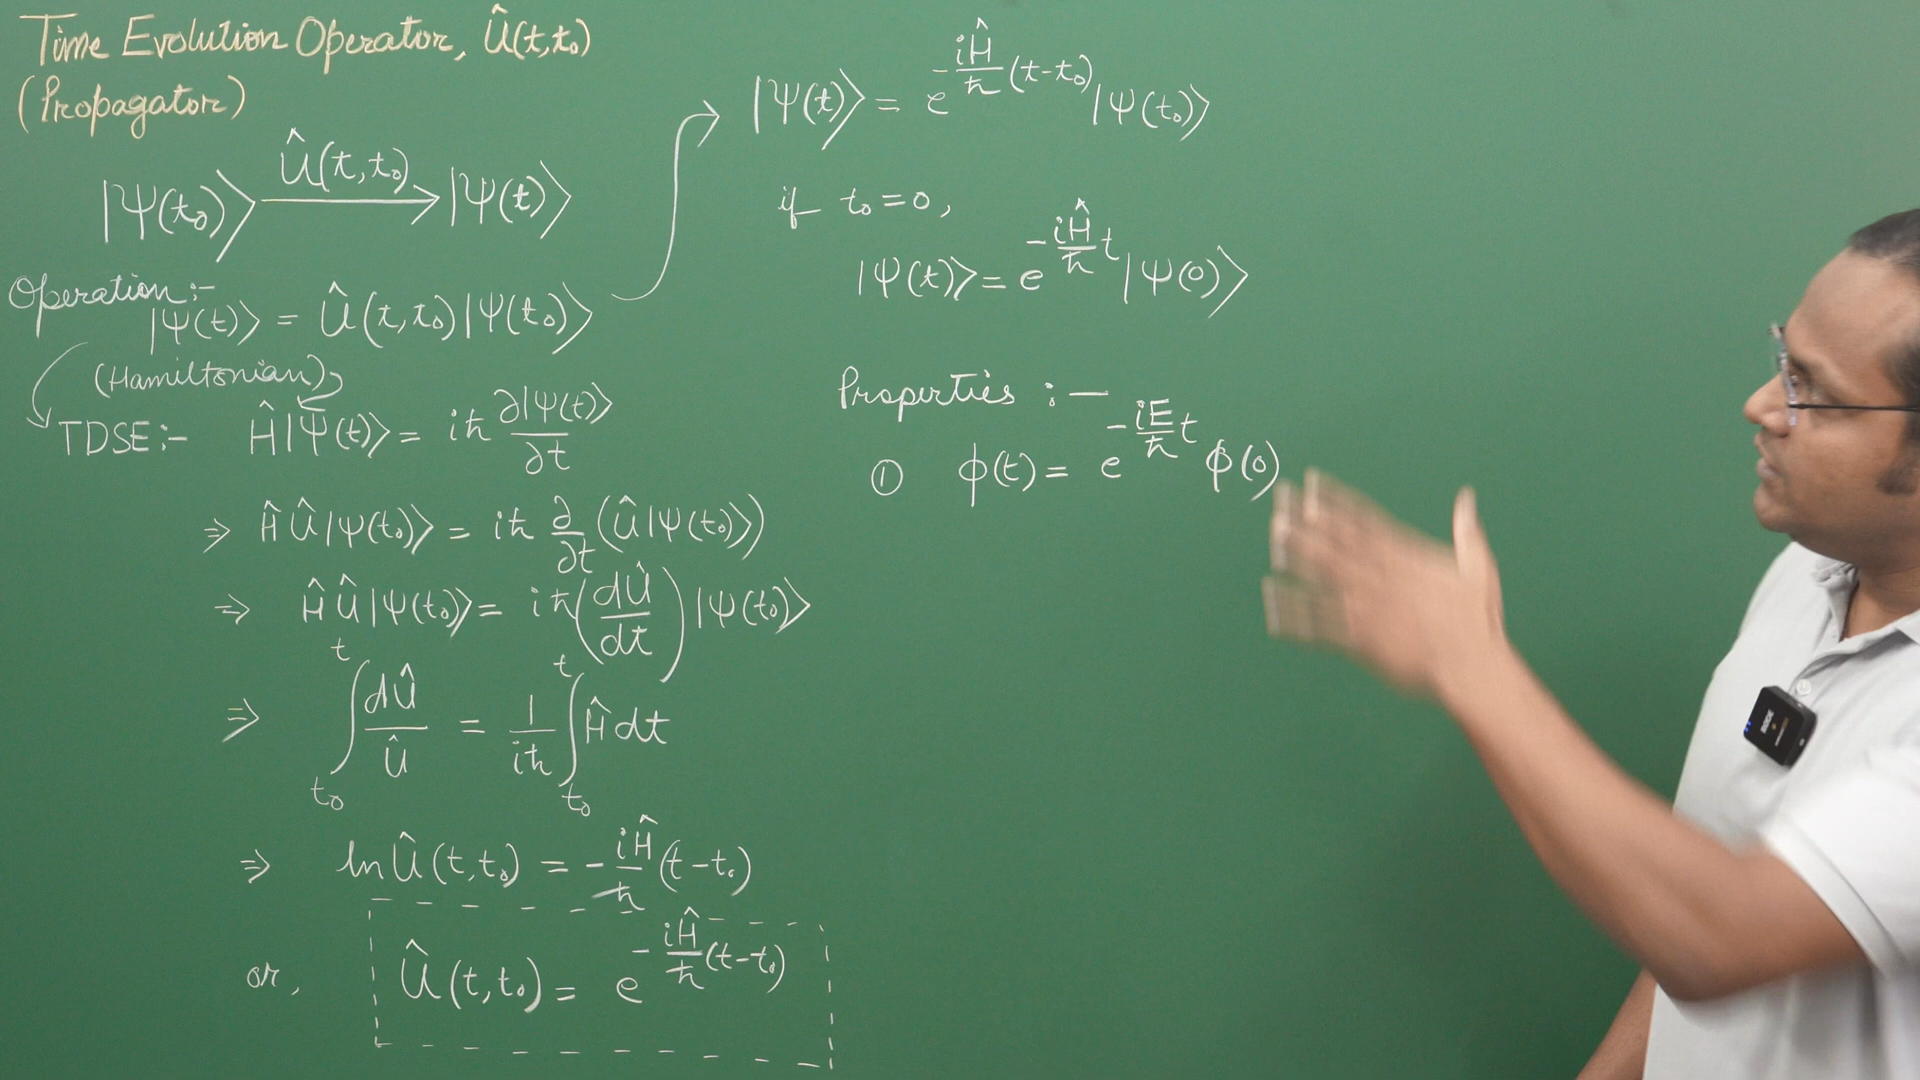 Time Evolution Operator, Û(t,t₀)
(Propagator)
|Ψ(t₀)⟩ —Û(t,t₀)→ |Ψ(t)⟩
Operation:-
|Ψ(t)⟩ = Û(t,t₀)|Ψ(t₀)⟩
(Hamiltonian)
TDSE:- Ĥ|Ψ(t)⟩ = iħ ∂|Ψ(t)⟩/∂t
⇒ ĤÛ|Ψ(t₀)⟩ = iħ ∂/∂t (Û|Ψ(t₀)⟩)
⇒ ĤÛ|Ψ(t₀)⟩ = iħ(dÛ/dt)|Ψ(t₀)⟩
⇒ ∫_{t₀}^{t} dÛ/Û = 1/iħ ∫_{t₀}^{t} Ĥdt
⇒ lnÛ(t,t₀) = -iĤ/ħ (t-t₀)
or, Û(t,t₀) = e^{-iĤ/ħ (t-t₀)}
|Ψ(t)⟩ = e^{-iĤ/ħ (t-t₀)}|Ψ(t₀)⟩
if t₀=0,
|Ψ(t)⟩ = e^{-iĤ/ħ t}|Ψ(0)⟩
Properties :—
① ϕ(t) = e^{-iE/ħ t} ϕ(0)
RODE